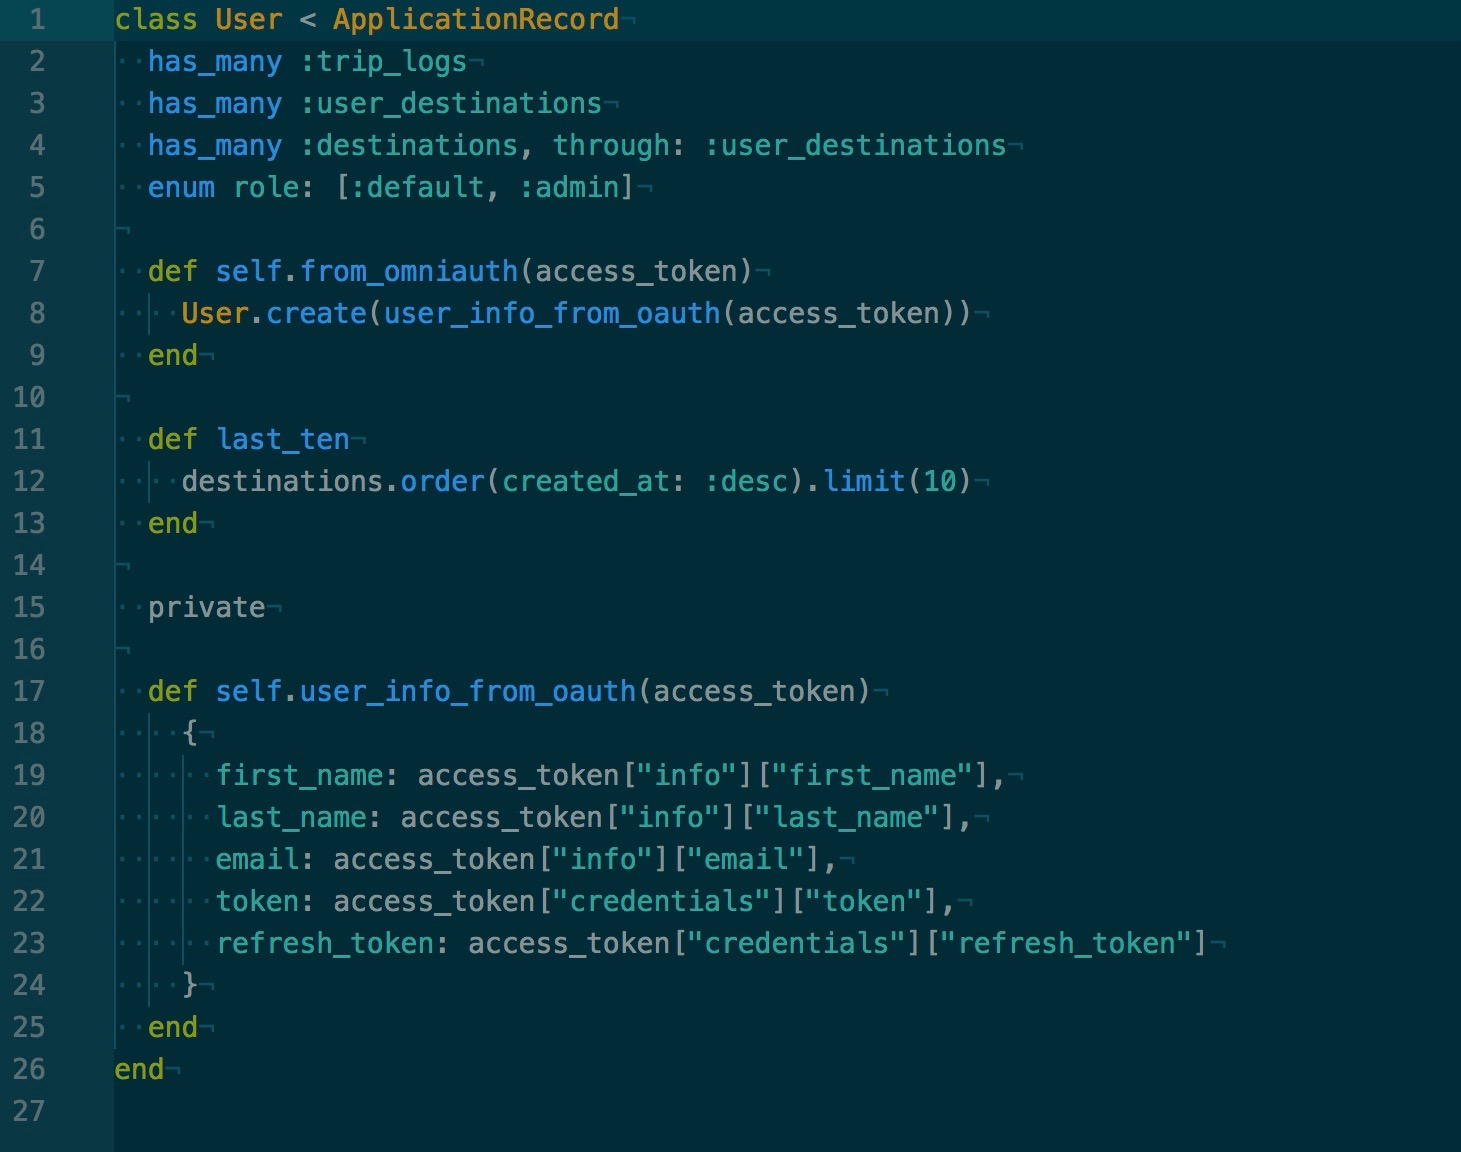 1 class User < ApplicationRecord¬
2 ··has_many :trip_logs¬
3 ··has_many :user_destinations¬
4 ··has_many :destinations, through: :user_destinations¬
5 ··enum role: [:default, :admin]¬
6 ¬
7 ··def self.from_omniauth(access_token)¬
8 ····User.create(user_info_from_oauth(access_token))¬
9 ··end¬
10 ¬
11 ··def last_ten¬
12 ····destinations.order(created_at: :desc).limit(10)¬
13 ··end¬
14 ¬
15 ··private¬
16 ¬
17 ··def self.user_info_from_oauth(access_token)¬
18 ····{¬
19 ······first_name: access_token["info"]["first_name"],¬
20 ······last_name: access_token["info"]["last_name"],¬
21 ······email: access_token["info"]["email"],¬
22 ······token: access_token["credentials"]["token"],¬
23 ······refresh_token: access_token["credentials"]["refresh_token"]¬
24 ····}¬
25 ··end¬
26 end¬
27